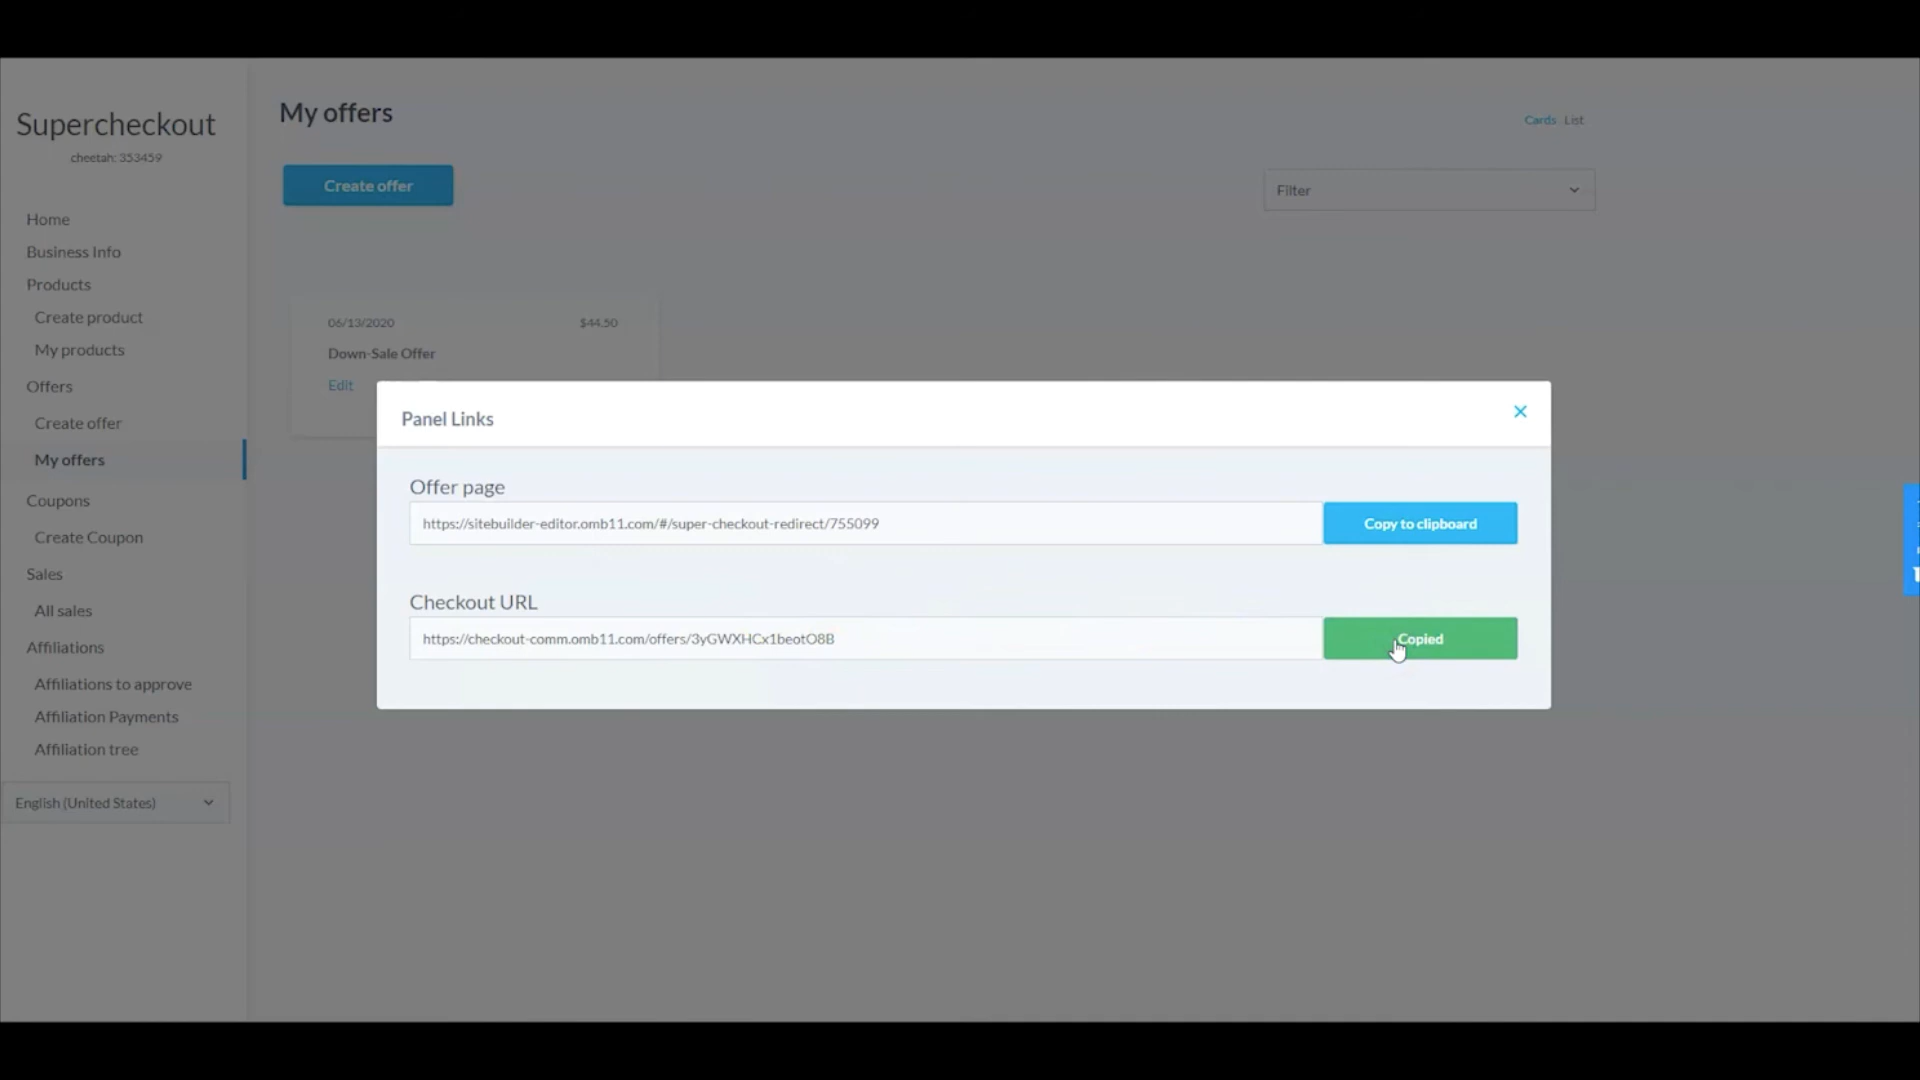 Supercheckout
cheetah: 353459
Home
Business Info
Products
Create product
My products
Offers
Create offer
My offers
Coupons
Create Coupon
Sales
All sales
Affiliations
Affiliations to approve
Affiliation Payments
Affiliation tree
English (United States)
My offers
Cards List
Create offer
Filter
06/13/2020 $44.50
Down-Sale Offer
Edit
Panel Links
Offer page
https://sitebuilder-editor.omb11.com/#/super-checkout-redirect/755099 Copy to clipboard
Checkout URL
https://checkout-comm.omb11.com/offers/3yGWXHCx1beotO8B Copied